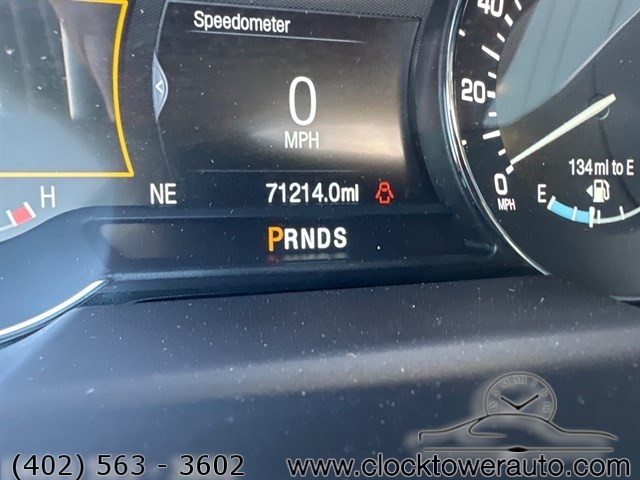 Speedometer
0
MPH
40
20
0
MPH
134 mi to E
E
H
NE
71214.0mi
PRNDS
(402) 563 - 3602
www.clocktowerauto.com